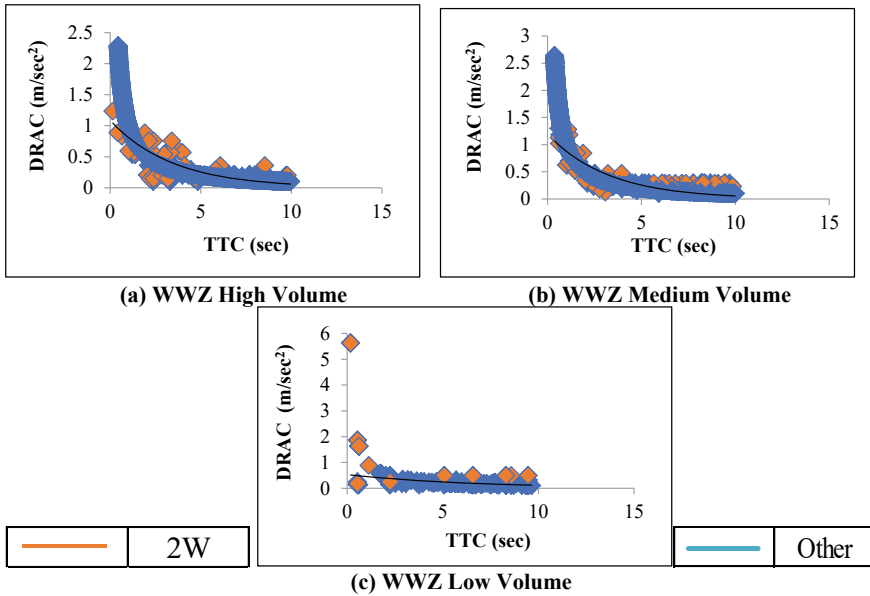 DRAC (m/sec²)
2.5
2
1.5
1
0.5
0
0 5 10 15
TTC (sec)
(a) WWZ High Volume
DRAC (m/sec²)
3
2.5
2
1.5
1
0.5
0
0 5 10 15
TTC (sec)
(b) WWZ Medium Volume
DRAC (m/sec²)
6
5
4
3
2
1
0
0 5 10 15
TTC (sec)
2W
Other
(c) WWZ Low Volume